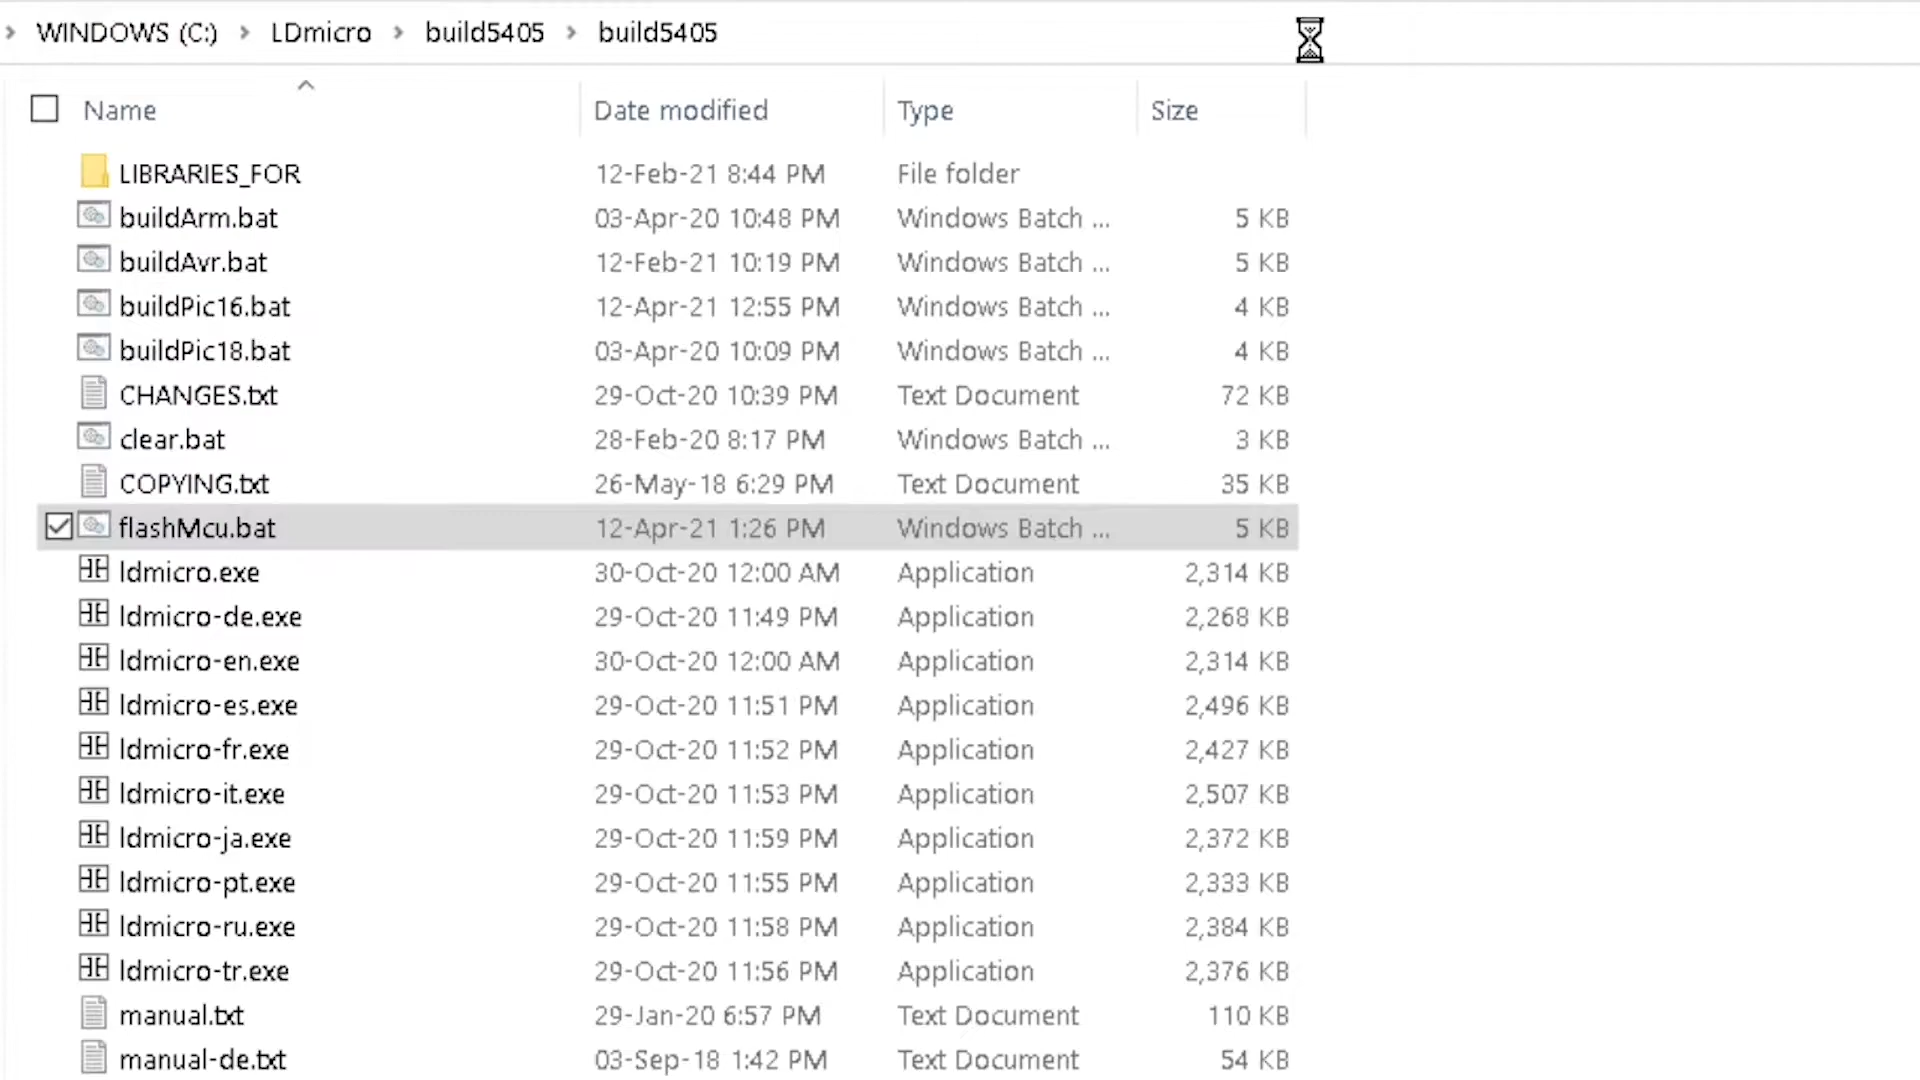 WINDOWS (C:) > LDmicro > build5405 > build5405
Name Date modified Type Size
LIBRARIES_FOR 12-Feb-21 8:44 PM File folder
buildArm.bat 03-Apr-20 10:48 PM Windows Batch ... 5 KB
buildAvr.bat 12-Feb-21 10:19 PM Windows Batch ... 5 KB
buildPic16.bat 12-Apr-21 12:55 PM Windows Batch ... 4 KB
buildPic18.bat 03-Apr-20 10:09 PM Windows Batch ... 4 KB
CHANGES.txt 29-Oct-20 10:39 PM Text Document 72 KB
clear.bat 28-Feb-20 8:17 PM Windows Batch ... 3 KB
COPYING.txt 26-May-18 6:29 PM Text Document 35 KB
flashMcu.bat 12-Apr-21 1:26 PM Windows Batch ... 5 KB
ldmicro.exe 30-Oct-20 12:00 AM Application 2,314 KB
ldmicro-de.exe 29-Oct-20 11:49 PM Application 2,268 KB
ldmicro-en.exe 30-Oct-20 12:00 AM Application 2,314 KB
ldmicro-es.exe 29-Oct-20 11:51 PM Application 2,496 KB
ldmicro-fr.exe 29-Oct-20 11:52 PM Application 2,427 KB
ldmicro-it.exe 29-Oct-20 11:53 PM Application 2,507 KB
ldmicro-ja.exe 29-Oct-20 11:59 PM Application 2,372 KB
ldmicro-pt.exe 29-Oct-20 11:55 PM Application 2,333 KB
ldmicro-ru.exe 29-Oct-20 11:58 PM Application 2,384 KB
ldmicro-tr.exe 29-Oct-20 11:56 PM Application 2,376 KB
manual.txt 29-Jan-20 6:57 PM Text Document 110 KB
manual-de.txt 03-Sep-18 1:42 PM Text Document 54 KB